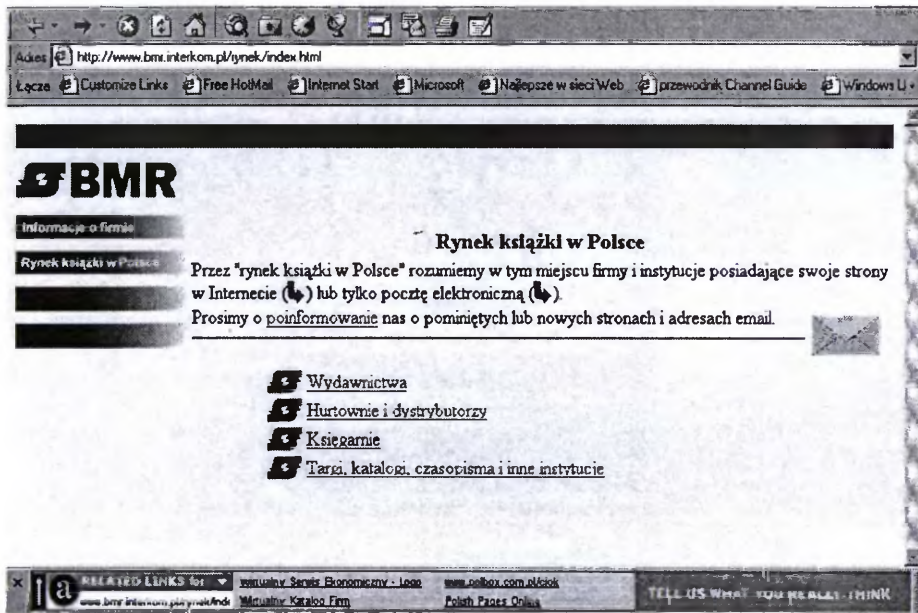 Adres http://www.bmr.interkom.pl/rynek/index.html
Łącza Customize Links Free HotMail Internet Start Microsoft Najlepsze w sieci Web przewodnik Channel Guide Windows U
BMR
Informacje o firmie
Rynek książki w Polsce
Rynek książki w Polsce
Przez "rynek książki w Polsce" rozumiemy w tym miejscu firmy i instytucje posiadające swoje strony
w Internecie ( ) lub tylko pocztę elektroniczną ( ).
Prosimy o poinformowanie nas o pominiętych lub nowych stronach i adresach email.
Wydawnictwa
Hurtownie i dystrybutorzy
Księgarnie
Targi, katalogi, czasopisma i inne instytucje
a RELATED LINKS for Wirtualny Serwis Ekonomiczny - Logo www.polbox.com.pl/ciok
www.bmr.interkom.pl/rynek/inde Wirtualny Katalog Firm Polish Pages Online
TELL US WHAT YOU REALLY THINK